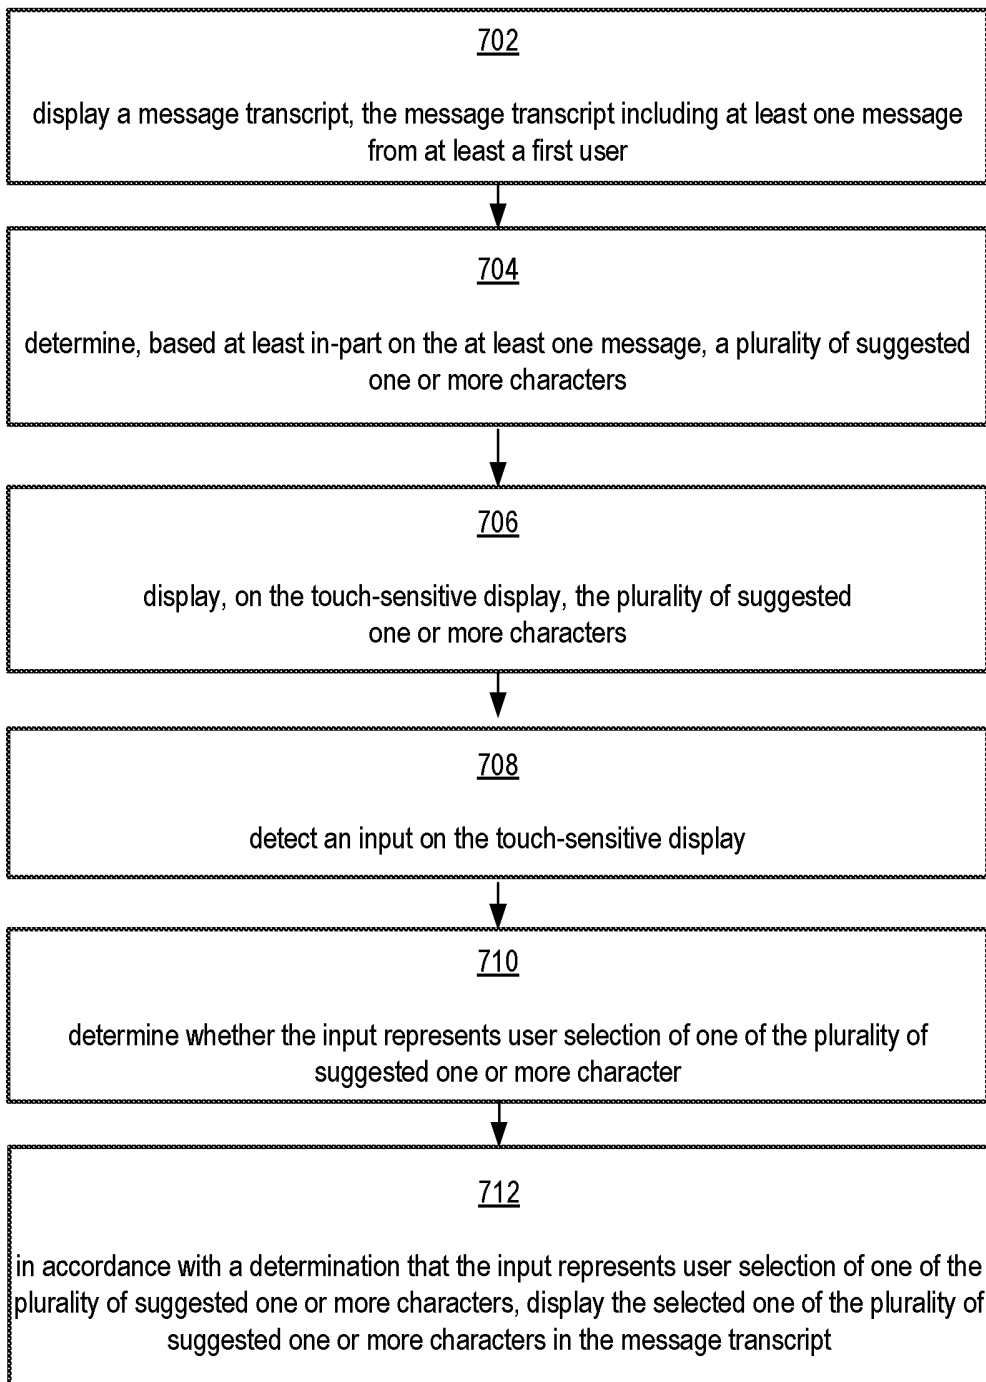 702
display a message transcript, the message transcript including at least one message
from at least a first user
704
determine, based at least in-part on the at least one message, a plurality of suggested
one or more characters
706
display, on the touch-sensitive display, the plurality of suggested
one or more characters
708
detect an input on the touch-sensitive display
710
determine whether the input represents user selection of one of the plurality of
suggested one or more character
712
in accordance with a determination that the input represents user selection of one of the
plurality of suggested one or more characters, display the selected one of the plurality of
suggested one or more characters in the message transcript